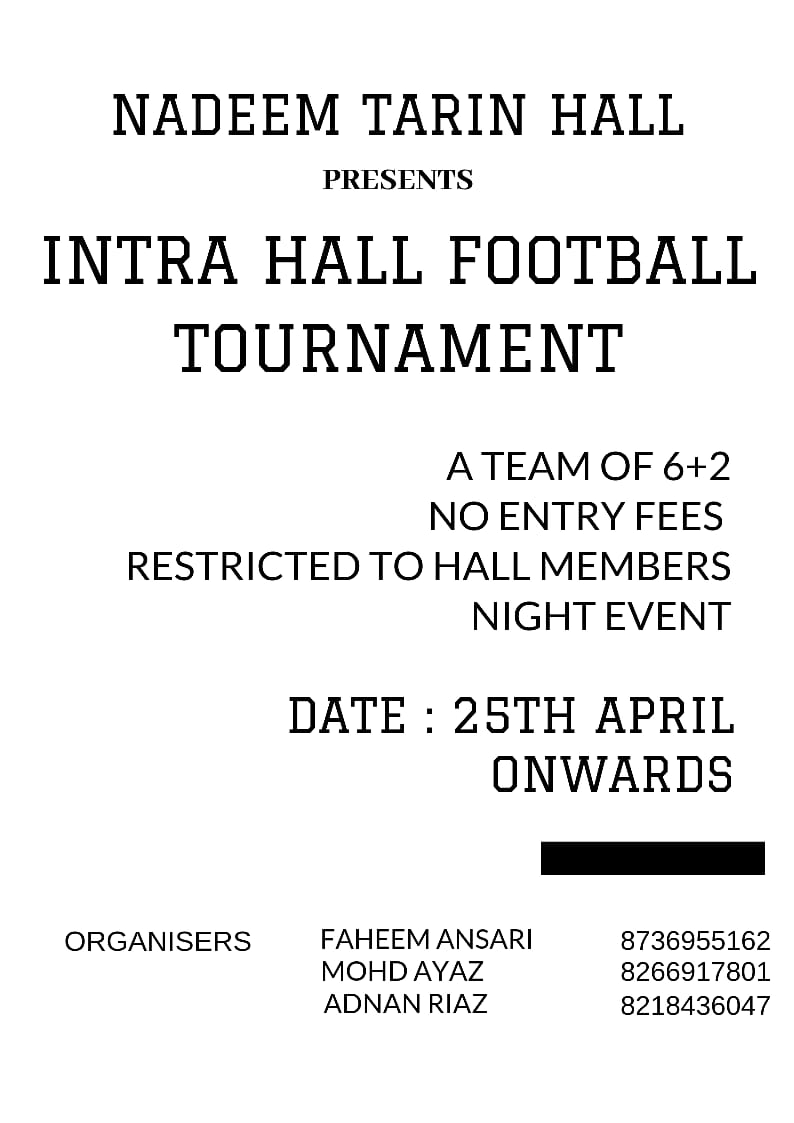 NADEEM TARIN HALL
PRESENTS
INTRA HALL FOOTBALL
TOURNAMENT
A TEAM OF 6+2
NO ENTRY FEES
RESTRICTED TO HALL MEMBERS
NIGHT EVENT
DATE : 25TH APRIL
ONWARDS
ORGANISERS FAHEEM ANSARI 8736955162
MOHD AYAZ 8266917801
ADNAN RIAZ 8218436047